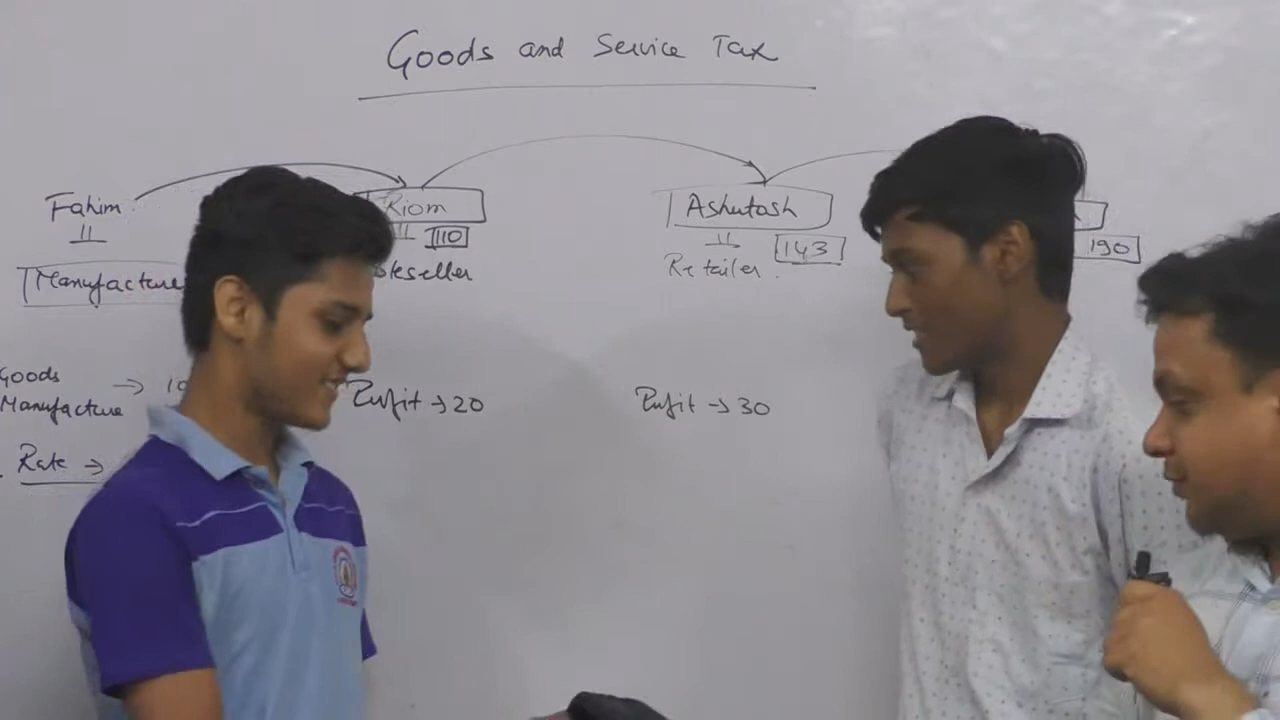 Goods and Service Tax
Fahim Riom Ashutosh
110 143 190
Manufacture Retailer
Goods
Manufacture →
Profit → 20 Profit → 30
Rate →